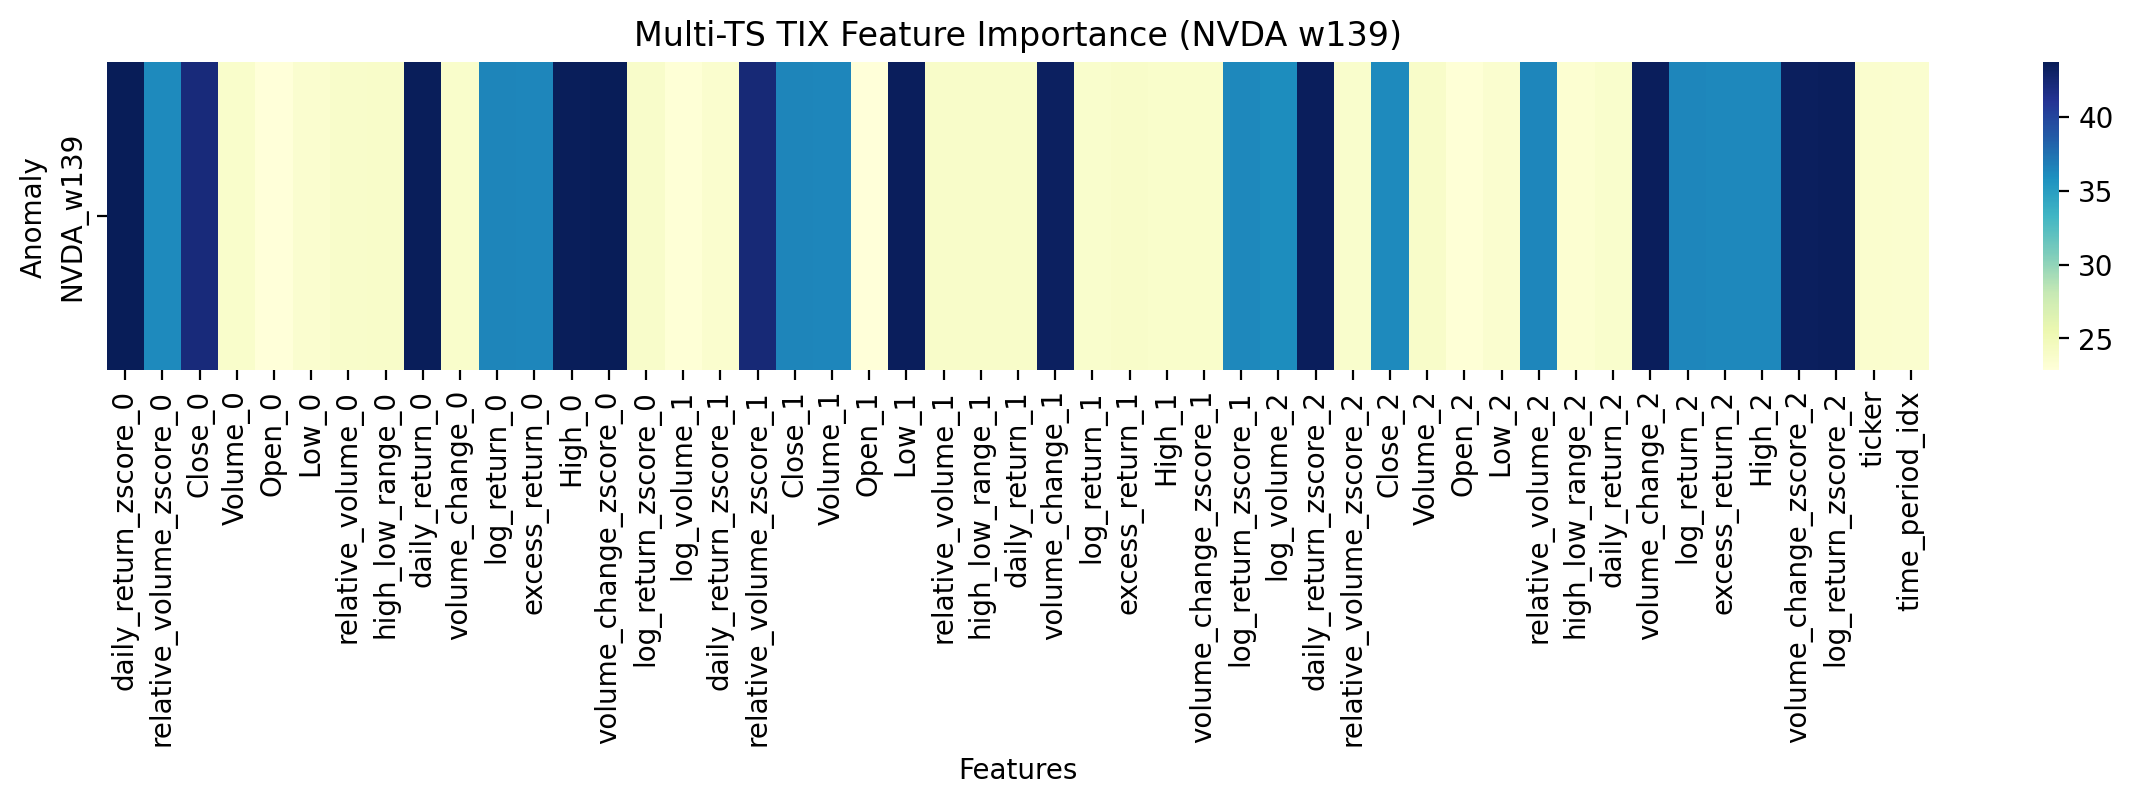 Multi-TS TIX Feature Importance (NVDA w139)
Anomaly
NVDA_w139
40
35
30
25
daily_return_zscore_0
relative_volume_zscore_0
Close_0
Volume_0
Open_0
Low_0
relative_volume_0
high_low_range_0
daily_return_0
volume_change_0
log_return_0
excess_return_0
High_0
volume_change_zscore_0
log_return_zscore_0
log_volume_1
daily_return_zscore_1
relative_volume_zscore_1
Close_1
Volume_1
Open_1
Low_1
relative_volume_1
high_low_range_1
daily_return_1
volume_change_1
log_return_1
excess_return_1
High_1
volume_change_zscore_1
log_return_zscore_1
log_volume_2
daily_return_zscore_2
relative_volume_zscore_2
Close_2
Volume_2
Open_2
Low_2
relative_volume_2
high_low_range_2
daily_return_2
volume_change_2
log_return_2
excess_return_2
High_2
volume_change_zscore_2
log_return_zscore_2
ticker
time_period_idx
Features